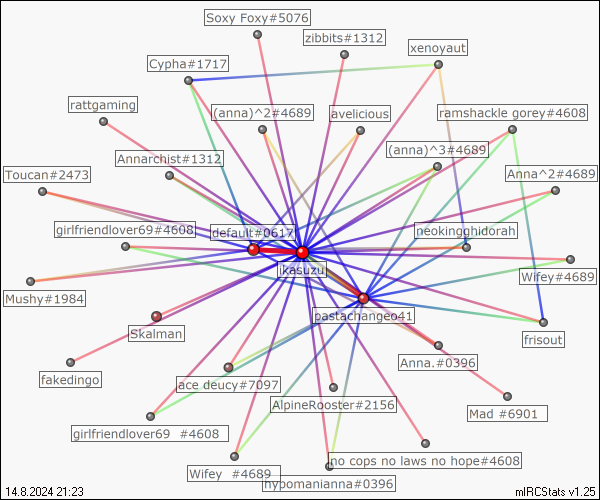 Soxy Foxy#5076
zibbits#1312
xenoyaut
Cypha#1717
rattgaming
(anna)^2#4689
avelicious
ramshackle gorey#4608
Annarchist#1312
(anna)^3#4689
Toucan#2473
Anna^2#4689
girlfriendlover69#4608
default#0617
neokingghidorah
ikasuzu
Wifey#4689
Mushy#1984
pastachangeo41
Skalman
frisout
fakedingo
ace deucy#7097
Anna.#0396
AlpineRooster#2156
Mad #6901
girlfriendlover69 #4608
no cops no laws no hope#4608
Wifey #4689
hypomanianna#0396
14.8.2024 21:23
mIRCStats v1.25